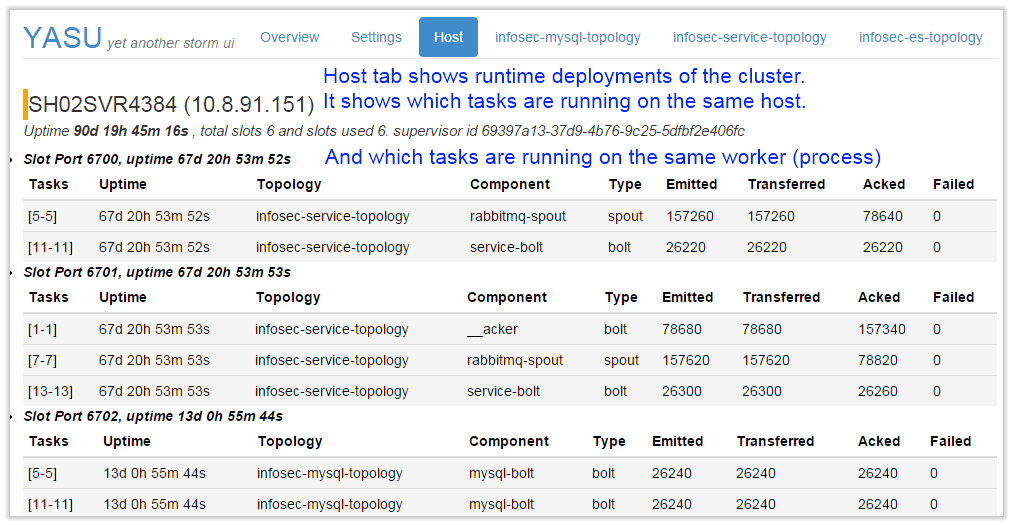 YASU yet another storm ui Overview Settings Host infosec-mysql-topology infosec-service-topology infosec-es-topology
Host tab shows runtime deployments of the cluster.
SH02SVR4384 (10.8.91.151) It shows which tasks are running on the same host.
Uptime 90d 19h 45m 16s , total slots 6 and slots used 6. supervisor id 69397a13-37d9-4b76-9c25-5dfbf2e406fc
Slot Port 6700, uptime 67d 20h 53m 52s And which tasks are running on the same worker (process)
Tasks Uptime Topology Component Type Emitted Transferred Acked Failed
[5-5] 67d 20h 53m 52s infosec-service-topology rabbitmq-spout spout 157260 157260 78640 0
[11-11] 67d 20h 53m 52s infosec-service-topology service-bolt bolt 26220 26220 26220 0
Slot Port 6701, uptime 67d 20h 53m 53s
Tasks Uptime Topology Component Type Emitted Transferred Acked Failed
[1-1] 67d 20h 53m 53s infosec-service-topology __acker bolt 78680 78680 157340 0
[7-7] 67d 20h 53m 53s infosec-service-topology rabbitmq-spout spout 157620 157620 78820 0
[13-13] 67d 20h 53m 53s infosec-service-topology service-bolt bolt 26300 26300 26260 0
Slot Port 6702, uptime 13d 0h 55m 44s
Tasks Uptime Topology Component Type Emitted Transferred Acked Failed
[5-5] 13d 0h 55m 44s infosec-mysql-topology mysql-bolt bolt 26240 26240 26240 0
[11-11] 13d 0h 55m 44s infosec-mysql-topology mysql-bolt bolt 26240 26240 26240 0